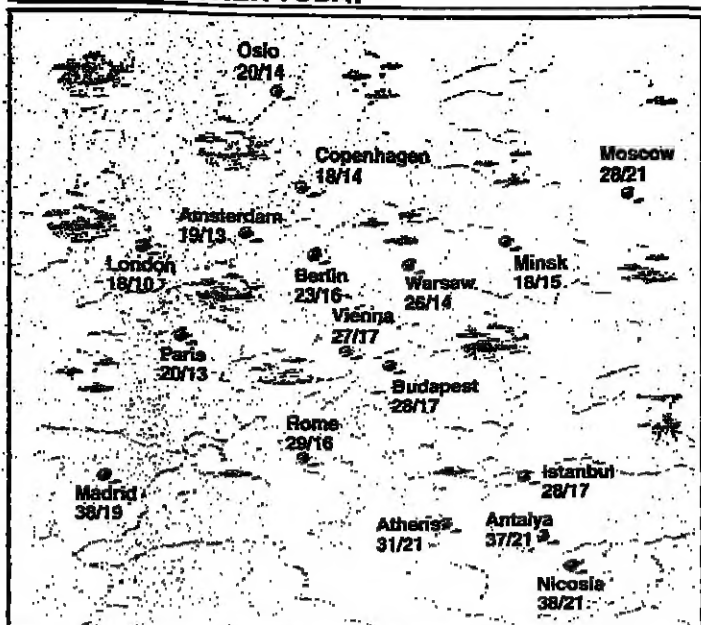 Oslo
20/14
Copenhagen
18/14
Moscow
28/21
Amsterdam
19/13
London
18/10
Berlin
23/16
Warsaw
26/14
Minsk
18/15
Vienna
27/17
Paris
20/13
Budapest
28/17
Rome
29/16
Madrid
38/19
Istanbul
28/17
Athens
31/21
Antalya
37/21
Nicosia
38/21